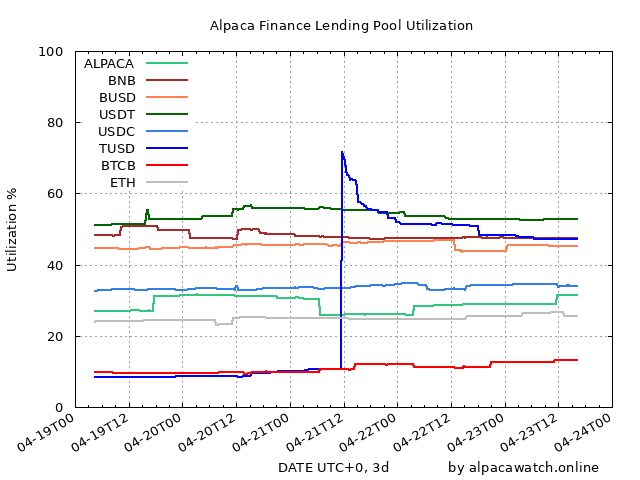 Alpaca Finance Lending Pool Utilization
100
80
60
40
20
0
Utilization %
ALPACA
BNB
BUSD
USDT
USDC
TUSD
BTCB
ETH
04-19T00
04-19T12
04-20T00
04-20T12
04-21T00
04-21T12
04-22T00
04-22T12
04-23T00
04-23T12
04-24T00
DATE UTC+0, 3d
by alpacawatch.online